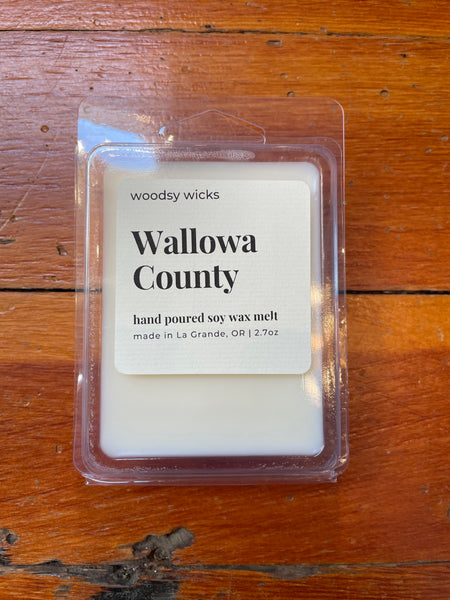 woodsy wicks
Wallowa
County
hand poured soy wax melt
made in La Grande, OR | 2.7oz